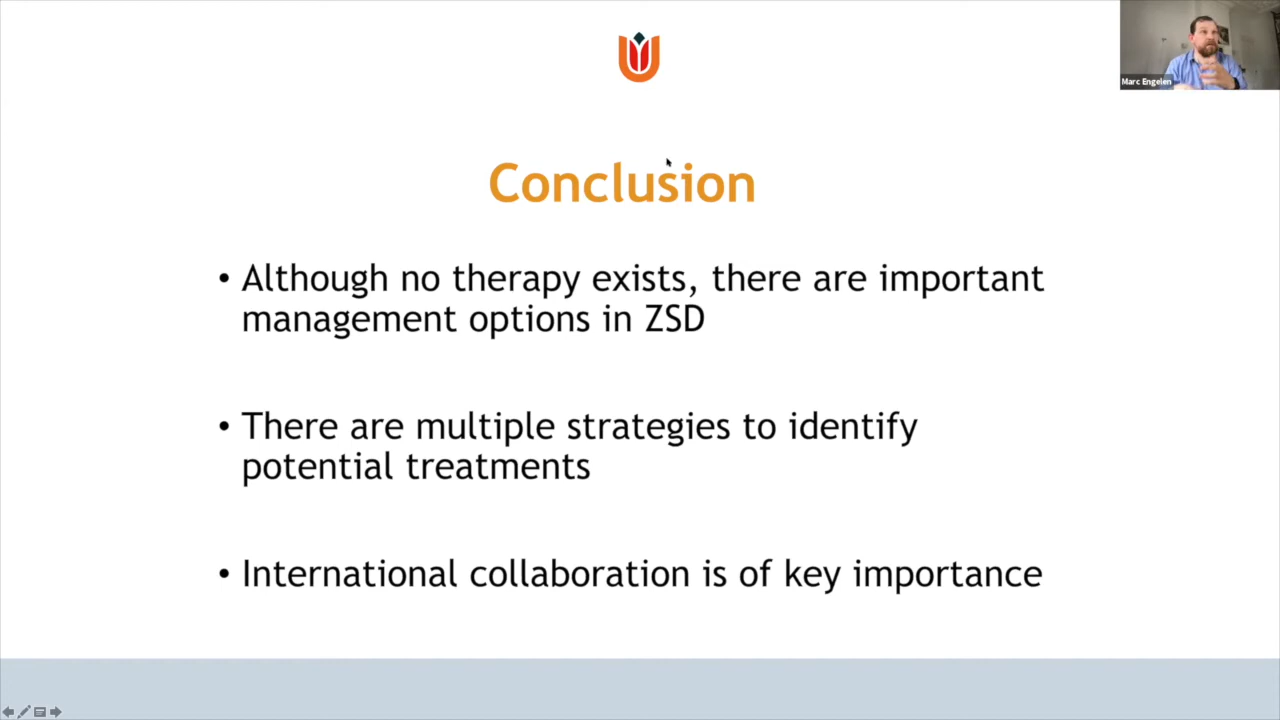 Marc Engelen
Conclusion
• Although no therapy exists, there are important
management options in ZSD
• There are multiple strategies to identify
potential treatments
• International collaboration is of key importance